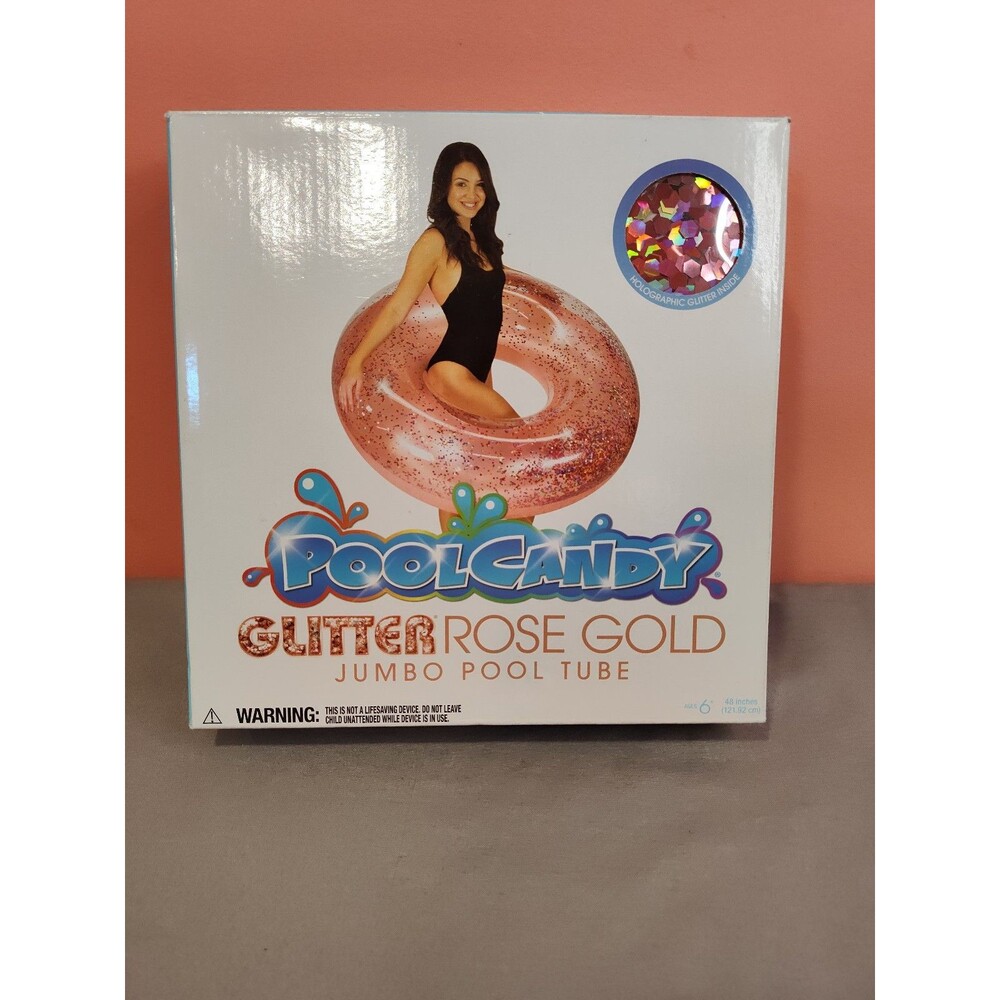 HOLOGRAPHIC GLITTER INSIDE
POOLCANDY®
GLITTER ROSE GOLD
JUMBO POOL TUBE
WARNING: THIS IS NOT A LIFESAVING DEVICE. DO NOT LEAVE
CHILD UNATTENDED WHILE DEVICE IS IN USE.
AGES 6+
48 inches
(121.92 cm)